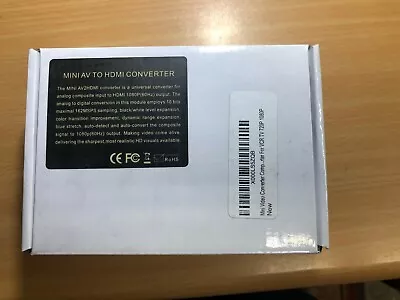 MINI AV TO HDMI CONVERTER
The Mini AV2HDMI converter is a universal converter for
analog composite input to HDMI 1080P(60Hz) output. The
analog to digital conversion in this module employs 10 bits
maximal 162MSPS sampling, black/white level expansion,
color transition improvement, dynamic range expansion,
blue stretch, auto-detect and auto-convert the composit
signal to 1080p(60Hz) output. Making video come alive,
delivering the sharpest, most realistic HD visuals available.
CE FC RoHS
Mini Video Converter Comp...ter For VCR TV 720P 1080P
New